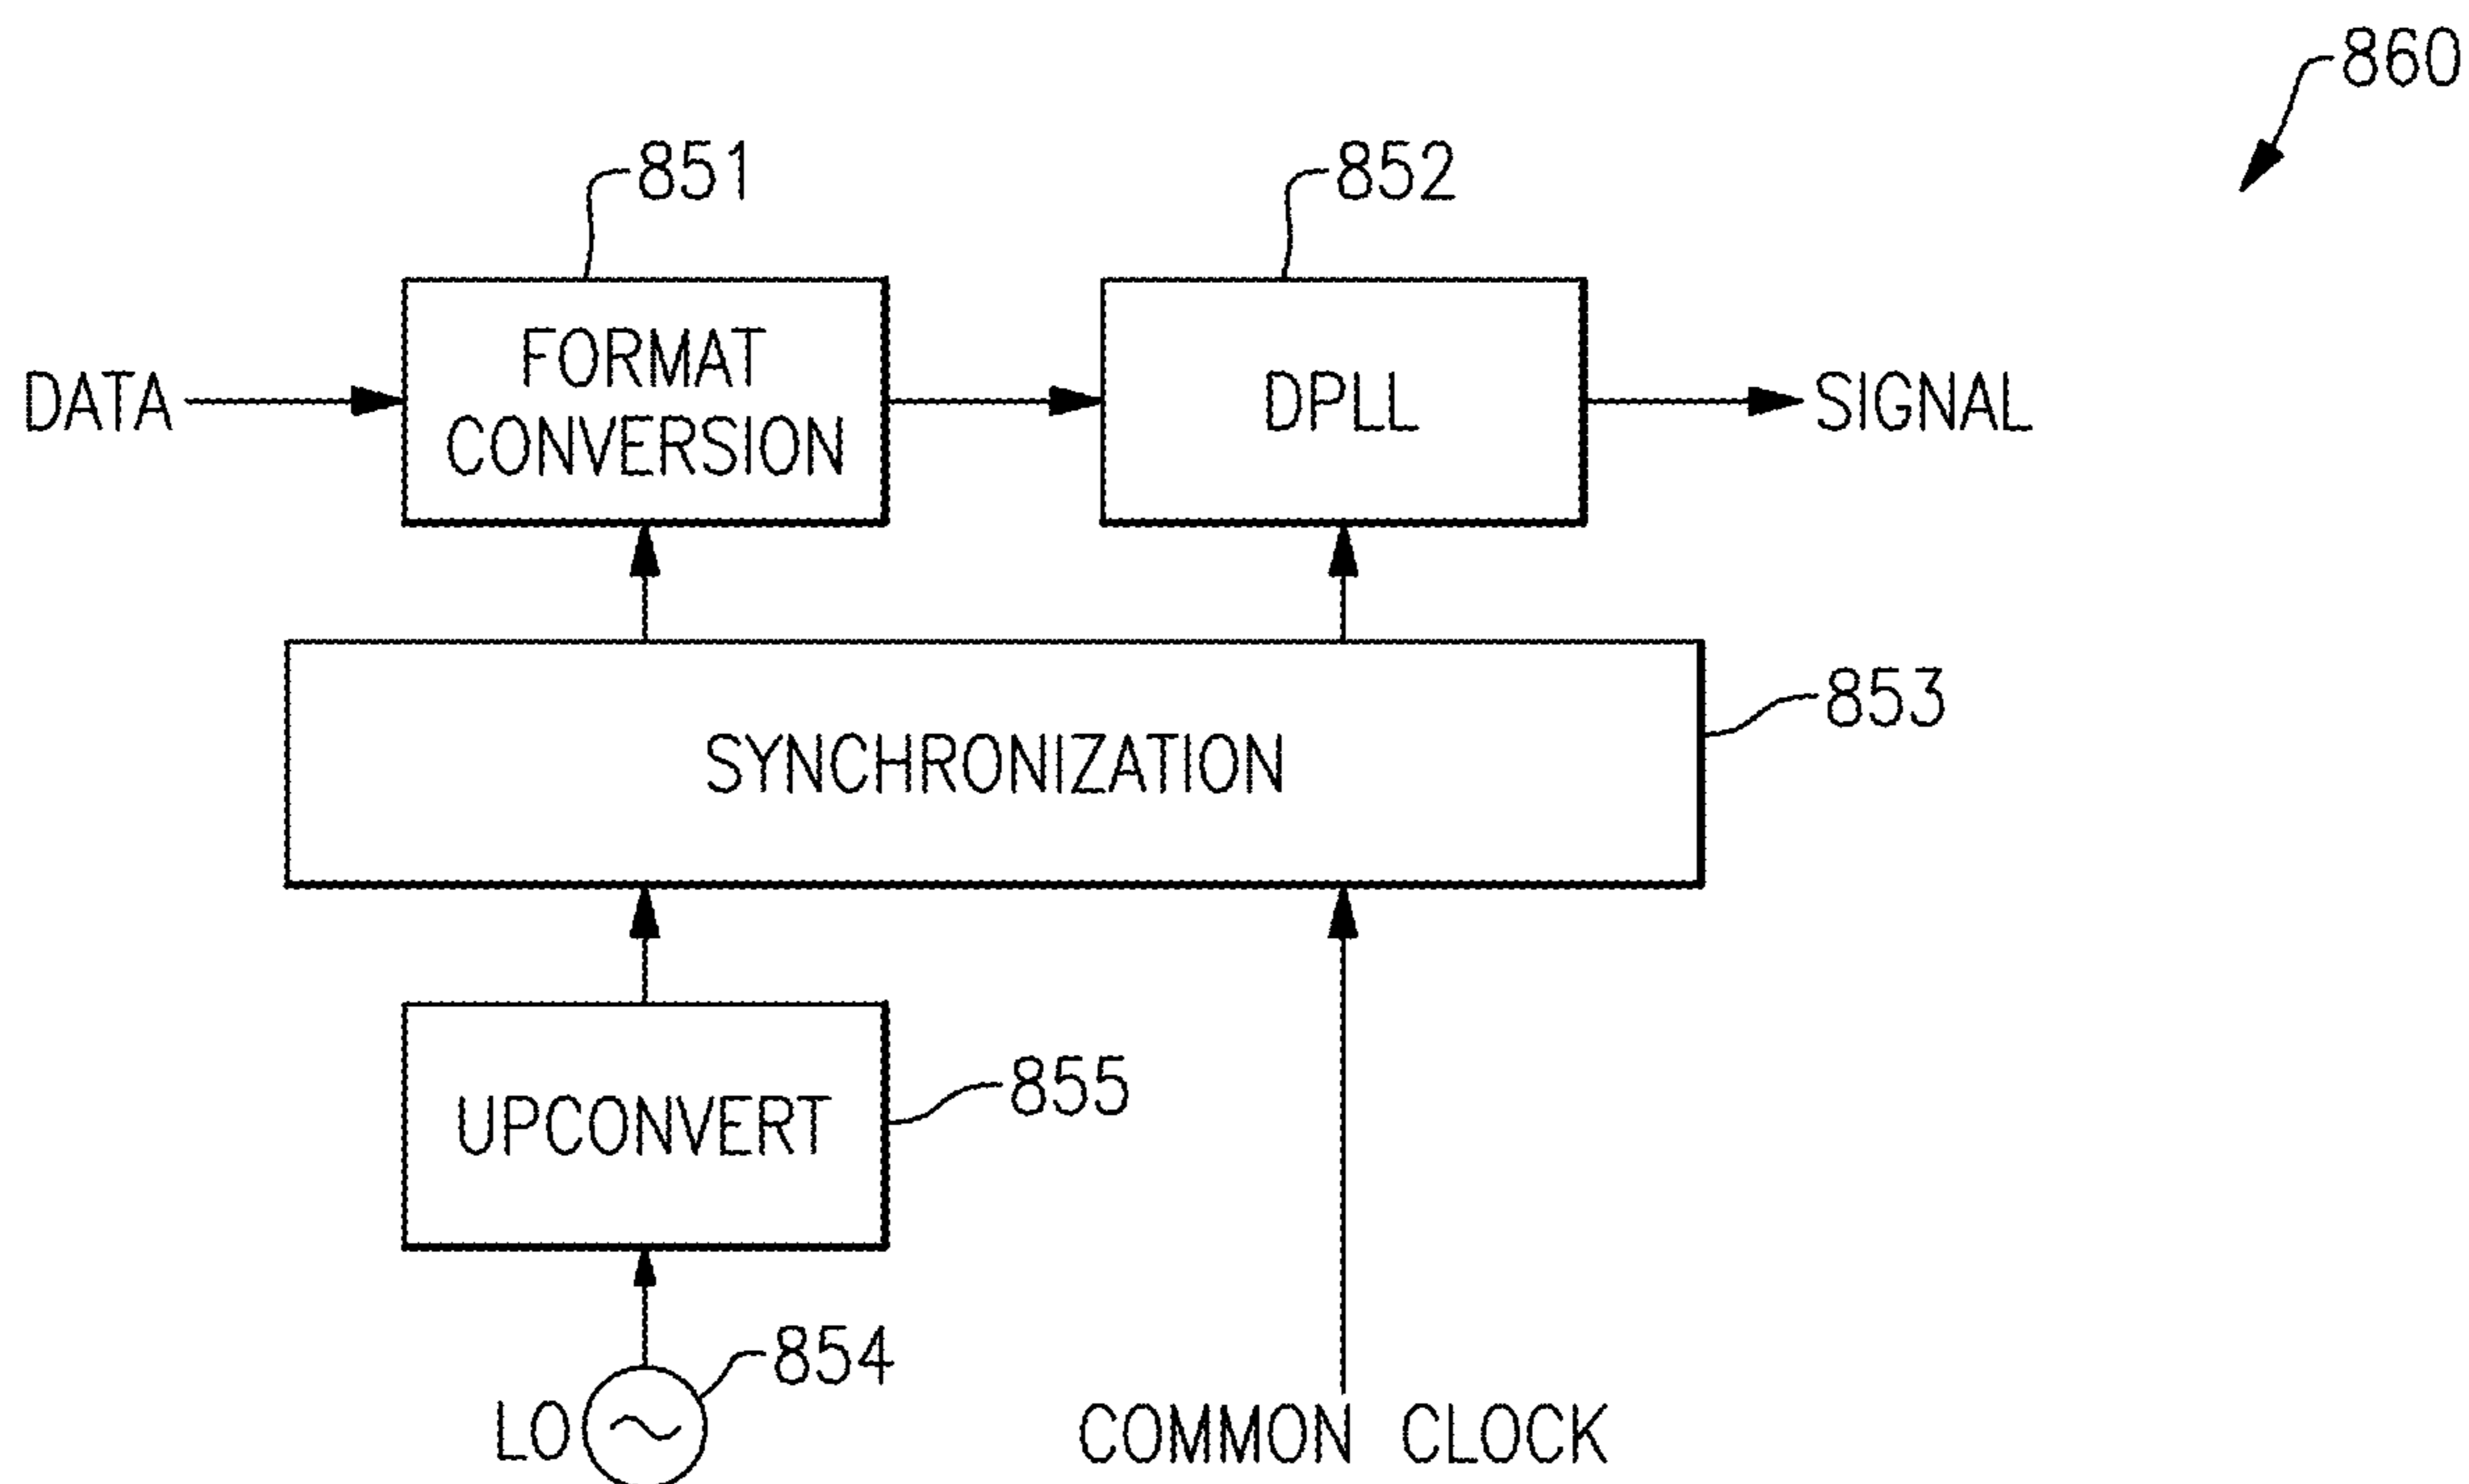 860
851
852
DATA
FORMAT
CONVERSION
DPLL
SIGNAL
853
SYNCHRONIZATION
855
UPCONVERT
854
LO
COMMON CLOCK